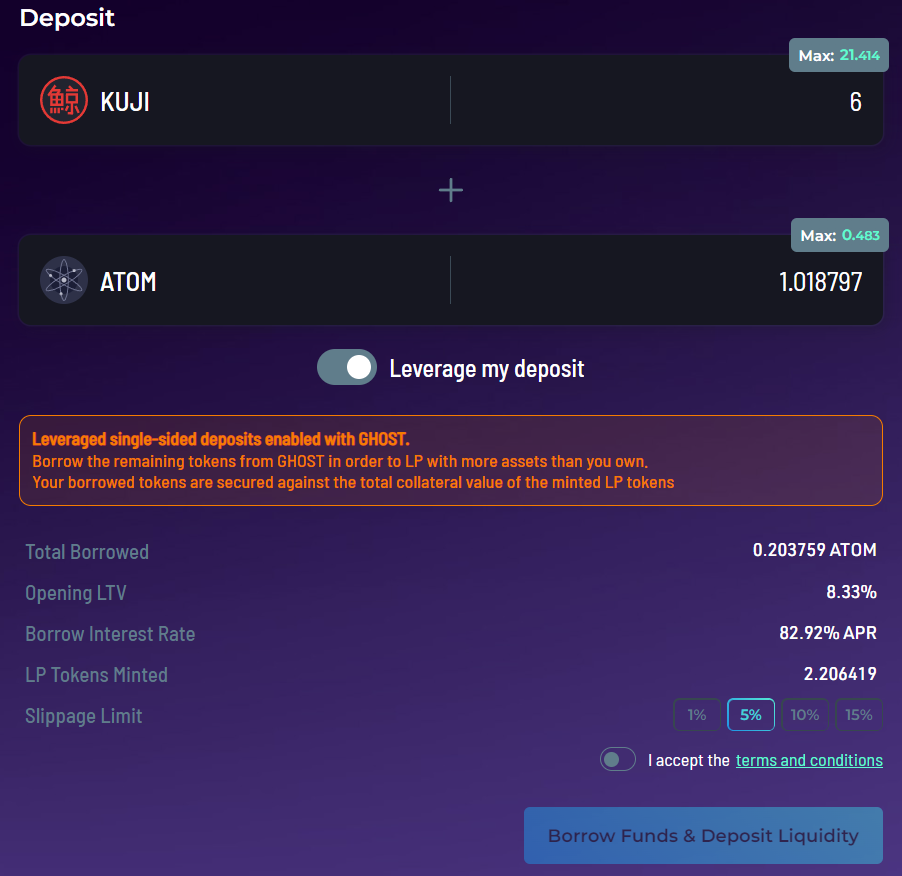 Deposit
Max: 21.414
鯨
KUJI
6
+
Max: 0.483
ATOM
1.018797
Leverage my deposit
Leveraged single-sided deposits enabled with GHOST.
Borrow the remaining tokens from GHOST in order to LP with more assets than you own.
Your borrowed tokens are secured against the total collateral value of the minted LP tokens
Total Borrowed 0.203759 ATOM
Opening LTV 8.33%
Borrow Interest Rate 82.92% APR
LP Tokens Minted 2.206419
Slippage Limit 1% 5% 10% 15%
I accept the terms and conditions
Borrow Funds & Deposit Liquidity